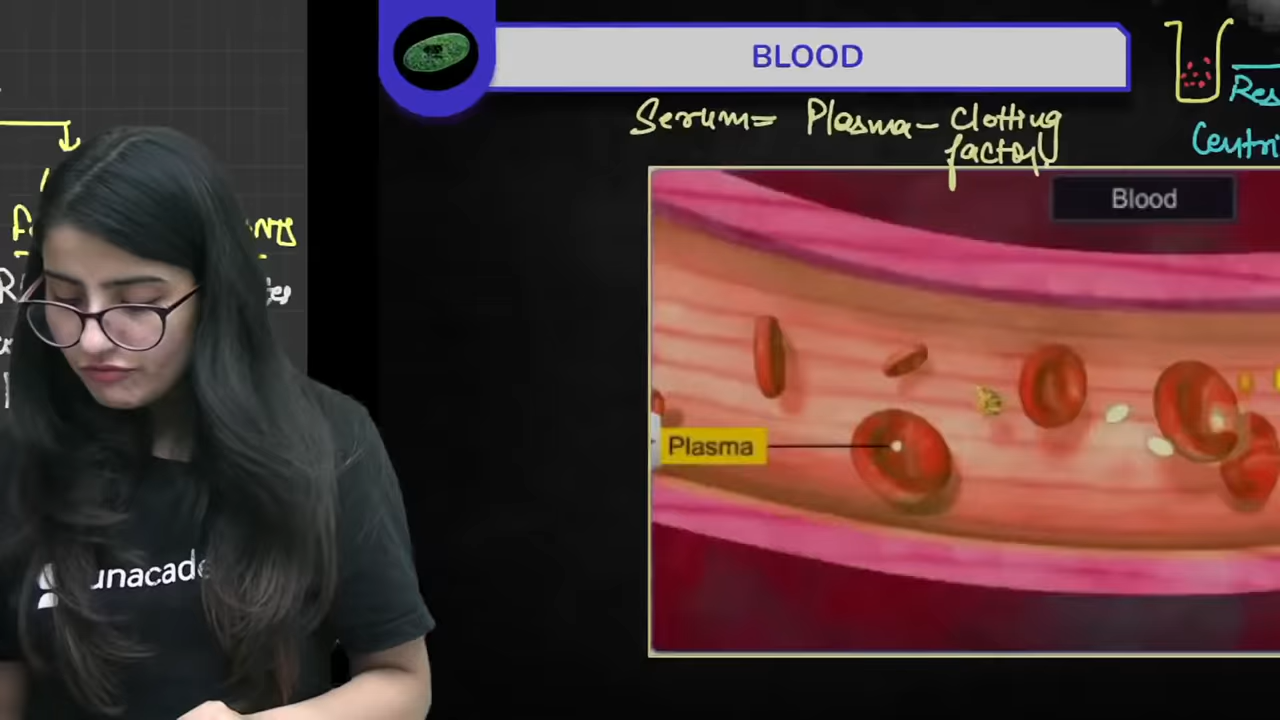 BLOOD
Serum= Plasma- Clotting
factors
Blood
Plasma
unacade
Res
Centri